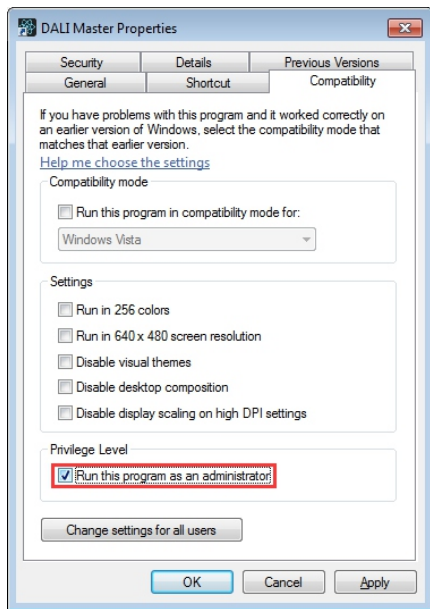 DALI Master Properties
Security Details Previous Versions
General Shortcut Compatibility
If you have problems with this program and it worked correctly on
an earlier version of Windows, select the compatibility mode that
matches that earlier version.
Help me choose the settings
Compatibility mode
Run this program in compatibility mode for:
Windows Vista
Settings
Run in 256 colors
Run in 640 x 480 screen resolution
Disable visual themes
Disable desktop composition
Disable display scaling on high DPI settings
Privilege Level
Run this program as an administrator
Change settings for all users
OK Cancel Apply